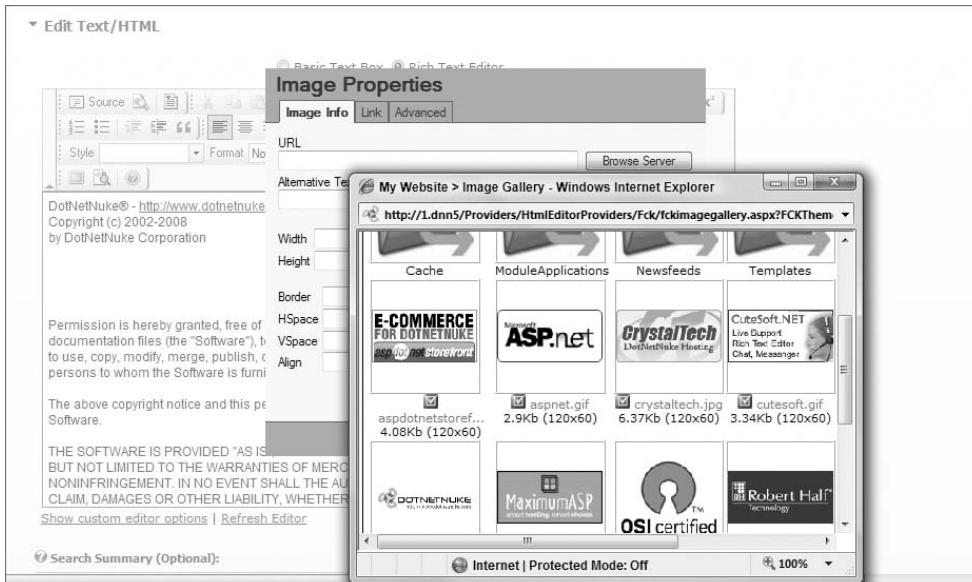 Edit Text/HTML
Basic Text Box Rich Text Editor
Source
Style Format No
DotNetNuke® - http://www.dotnetnuke
Copyright (c) 2002-2008
by DotNetNuke Corporation
Permission is hereby granted, free of
documentation files (the "Software"), t
to use, copy, modify, merge, publish,
persons to whom the Software is furni
The above copyright notice and this pe
Software.
THE SOFTWARE IS PROVIDED "AS IS
BUT NOT LIMITED TO THE WARRANTIES OF MERC
NONINFRINGEMENT. IN NO EVENT SHALL THE AU
CLAIM, DAMAGES OR OTHER LIABILITY, WHETHER
Show custom editor options | Refresh Editor
Search Summary (Optional):
Image Properties
Image Info Link Advanced
URL
Browse Server
Alternative Te
Width
Height
Border
HSpace
VSpace
Align
My Website > Image Gallery - Windows Internet Explorer
http://1.dnn5/Providers/HtmlEditorProviders/Fck/fckimagegallery.aspx?FCKThem
Cache ModuleApplications Newsfeeds Templates
E-COMMERCE
FOR DOTNETNUKE
aspdotnetstorefront
Microsoft
ASP.net
CrystalTech
DotNetNuke Hosting
CuteSoft.NET
Live Support
Rich Text Editor
Chat, Messenger
aspdotnetstoref...
4.08Kb (120x60)
aspnet.gif
2.9Kb (120x60)
crystaltech.jpg
6.37Kb (120x60)
cutesoft.gif
3.34Kb (120x60)
DOTNETNUKE
MaximumASP
smart hosting. smart choice.
TM
OSI certified
RH Robert Half®
Technology
Internet | Protected Mode: Off
100%